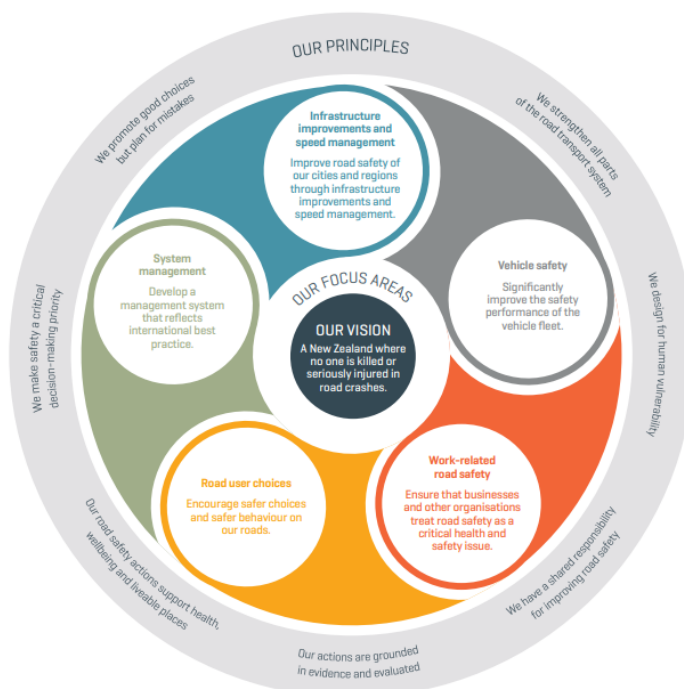 OUR PRINCIPLES
We promote good choices
but plan for mistakes
We strengthen all parts
of the road transport system
We design for human vulnerability
We have a shared responsibility
for improving road safety
Our actions are grounded
in evidence and evaluated
Our road safety actions support health,
wellbeing and liveable places
We make safety a critical
decision-making priority
Infrastructure
improvements and
speed management
Improve road safety of
our cities and regions
through infrastructure
improvements and
speed management.
Vehicle safety
Significantly
improve the safety
performance of the
vehicle fleet.
Work-related
road safety
Ensure that businesses
and other organisations
treat road safety as a
critical health and
safety issue.
Road user choices
Encourage safer choices
and safer behaviour on
our roads.
System
management
Develop a
management system
that reflects
international best
practice.
OUR FOCUS AREAS
OUR VISION
A New Zealand where
no one is killed or
seriously injured in
road crashes.